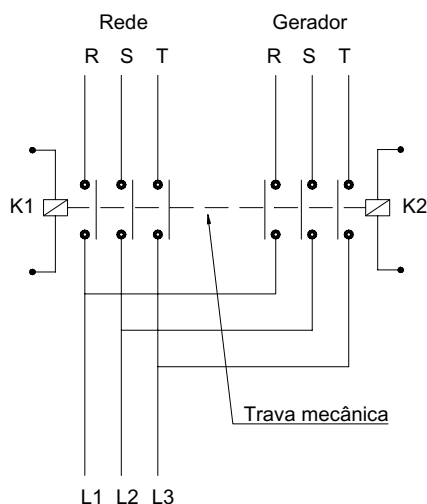 Rede Gerador
R S T R S T
K1 K2
Trava mecânica
L1 L2 L3